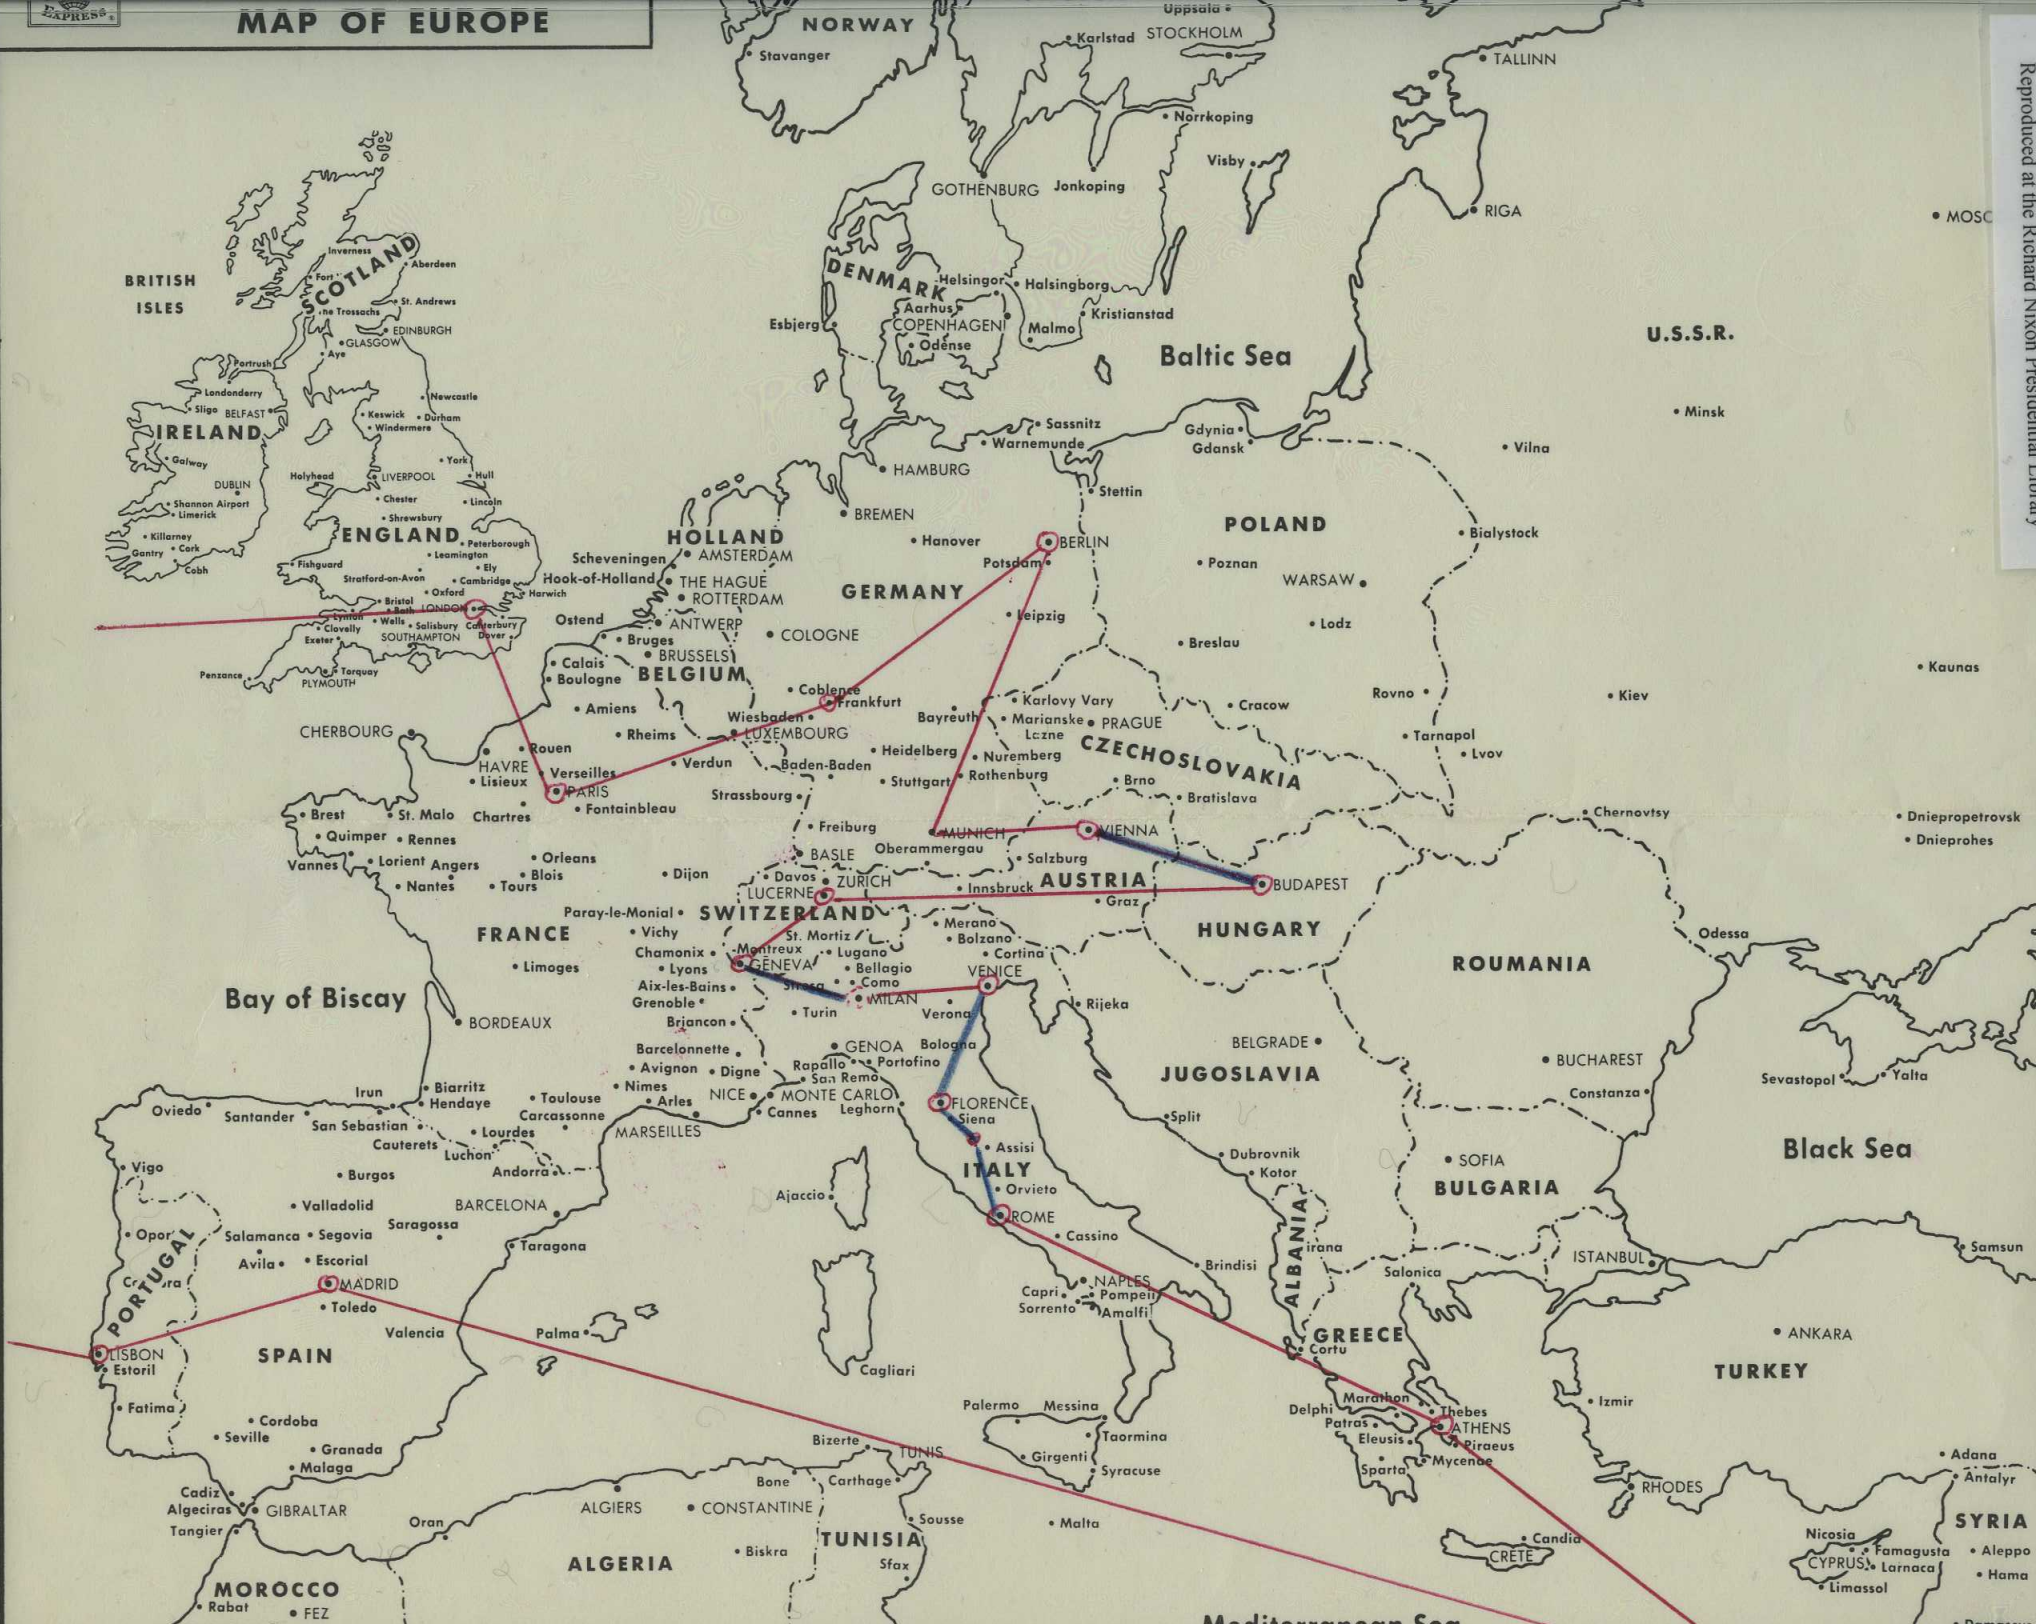 EXPRESS
MAP OF EUROPE
NORWAY
Stavanger
Uppsala
Karlstad
STOCKHOLM
TALLINN
Norrkoping
Visby
GOTHENBURG
Jonkoping
RIGA
Reproduced at the Richard Nixon Presidential Library
BRITISH
ISLES
Inverness
SCOTLAND
Aberdeen
Fort
St. Andrews
he Trossachs
EDINBURGH
GLASGOW
Aye
DENMARK
Helsingor
Halsingborg
Aarhus
Kristianstad
Esbjerg
COPENHAGEN
Malmo
Odense
Baltic Sea
U.S.S.R.
Portrush
Londonderry
Sligo
BELFAST
IRELAND
Galway
DUBLIN
Shannon Airport
Limerick
Killarney
Gantry
Cork
Cobh
Newcastle
Keswick
Durham
Windermere
York
Holyhead
LIVERPOOL
Hull
Chester
Lincoln
Shrewsbury
ENGLAND
Peterborough
Leamington
Fishguard
Ely
Stratford-on-Avon
Cambridge
Oxford
Harwich
Bristol
Bath
LONDON
Lynton
Wells
Salisbury
Canterbury
Clovelly
Exeter
SOUTHAMPTON
Dover
Penzance
Torquay
PLYMOUTH
Sassnitz
Warnemunde
Gdynia
Gdansk
Minsk
Vilna
HAMBURG
Stettin
BREMEN
POLAND
Bialystock
HOLLAND
Hanover
BERLIN
Scheveningen
AMSTERDAM
Potsdam
Poznan
Hook-of-Holland
THE HAGUE
GERMANY
WARSAW
ROTTERDAM
Ostend
ANTWERP
Leipzig
Lodz
Bruges
COLOGNE
Breslau
BRUSSELS
Calais
BELGIUM
Kaunas
Boulogne
Coblence
Karlovy Vary
Rovno
Kiev
Amiens
Frankfurt
Cracow
Wiesbaden
Bayreuth
Marianske
Lazne
PRAGUE
CHERBOURG
Rheims
LUXEMBOURG
Tarnapol
Rouen
Heidelberg
Nuremberg
CZECHOSLOVAKIA
Lvov
HAVRE
Verseilles
Verdun
Baden-Baden
Lisieux
Stuttgart
Rothenburg
Brno
PARIS
Strassbourg
Bratislava
Fontainbleau
Chartres
Chernovtsy
Dniepropetrovsk
Brest
St. Malo
Freiburg
MUNICH
VIENNA
Quimper
Rennes
Dnieprohes
Oberammergau
BASLE
Vannes
Lorient
Angers
Orleans
Salzburg
Blois
Dijon
Davos
ZURICH
Nantes
Tours
LUCERNE
Innsbruck
AUSTRIA
BUDAPEST
Graz
Paray-le-Monial
SWITZERLAND
Merano
HUNGARY
FRANCE
Vichy
St. Mortiz
Bolzano
Odessa
Chamonix
Montreux
Lugano
Cortina
ROUMANIA
Limoges
Lyons
GENEVA
Bellagio
VENICE
Aix-les-Bains
Stresa
Como
Bay of Biscay
Grenoble
MILAN
Rijeka
BORDEAUX
Briancon
Turin
Verona
BELGRADE
Barcelonnette
GENOA
Bologna
BUCHAREST
Avignon
Digne
Rapallo
Portofino
JUGOSLAVIA
Sevastopol
Yalta
San Remo
Irun
Biarritz
Nimes
NICE
MONTE CARLO
Constanza
Oviedo
Santander
Hendaye
Toulouse
Arles
Cannes
Leghorn
FLORENCE
San Sebastian
Carcassonne
Siena
Split
Cauterets
Lourdes
MARSEILLES
Luchon
Assisi
Dubrovnik
SOFIA
Black Sea
Vigo
Burgos
Andorra
ITALY
Kotor
Orvieto
BULGARIA
Valladolid
BARCELONA
Ajaccio
ROME
Opor
Salamanca
Segovia
Saragossa
Cassino
ALBANIA
irana
PORTUGAL
Avila
Escorial
Taragona
Brindisi
ISTANBUL
Samsun
MADRID
NAPLES
Salonica
Toledo
Capri
Pompeii
Sorrento
Amalfi
LISBON
Valencia
Palma
GREECE
ANKARA
Estoril
SPAIN
Cagliari
Cortu
TURKEY
Fatima
Cordoba
Palermo
Messina
Delphi
Marathon
Thebes
Izmir
Seville
Patras
ATHENS
Granada
Bizerte
TUNIS
Taormina
Eleusis
Piraeus
Malaga
Girgenti
Mycenae
Adana
Cadiz
Bone
Carthage
Syracuse
Sparta
Antalyr
Algeciras
GIBRALTAR
ALGIERS
CONSTANTINE
RHODES
Tangier
Oran
Sousse
Malta
SYRIA
TUNISIA
Candia
Nicosia
Famagusta
Aleppo
ALGERIA
Biskra
Sfax
CRETE
CYPRUS
Larnaca
Hama
MOROCCO
Limassol
Rabat
FEZ
Mediterranean Sea